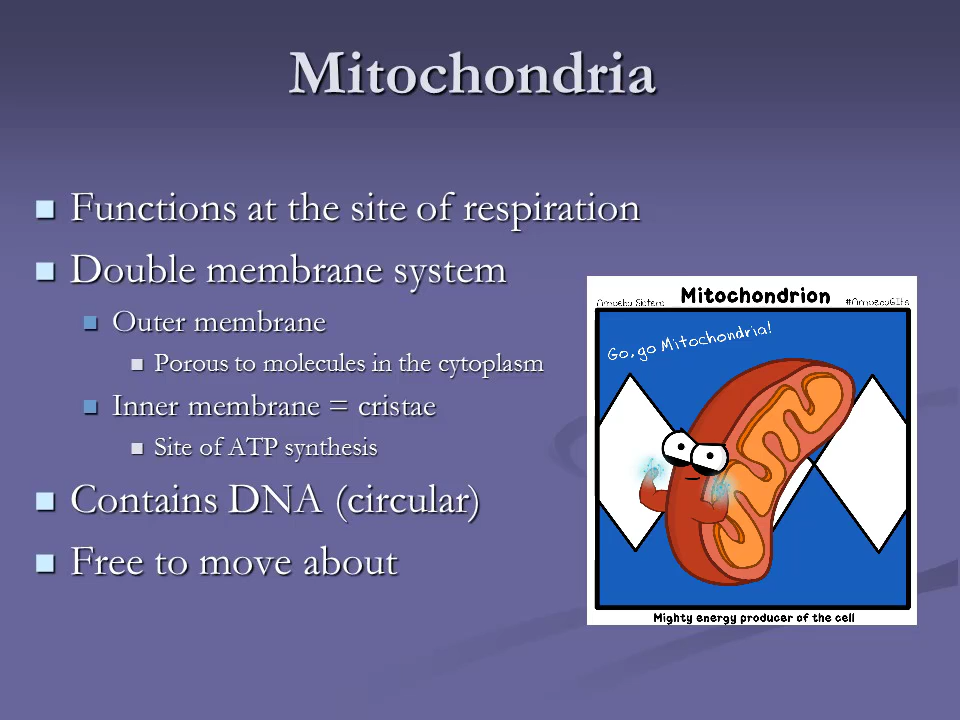 Mitochondria
Functions at the site of respiration
Double membrane system
Outer membrane
Porous to molecules in the cytoplasm
Inner membrane = cristae
Site of ATP synthesis
Contains DNA (circular)
Free to move about
Amoeba Sisters Mitochondrion #AmoebaGIFs
Go, go Mitochondria!
Mighty energy producer of the cell